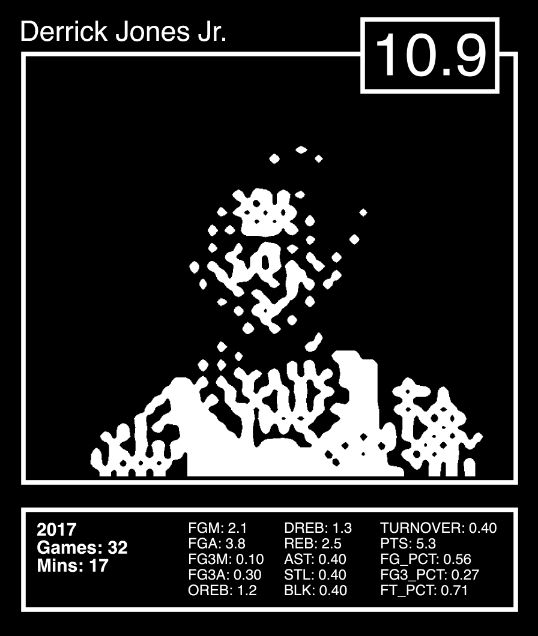 Derrick Jones Jr.
10.9
2017
Games: 32
Mins: 17
FGM: 2.1
FGA: 3.8
FG3M: 0.10
FG3A: 0.30
OREB: 1.2
DREB: 1.3
REB: 2.5
AST: 0.40
STL: 0.40
BLK: 0.40
TURNOVER: 0.40
PTS: 5.3
FG_PCT: 0.56
FG3_PCT: 0.27
FT_PCT: 0.71